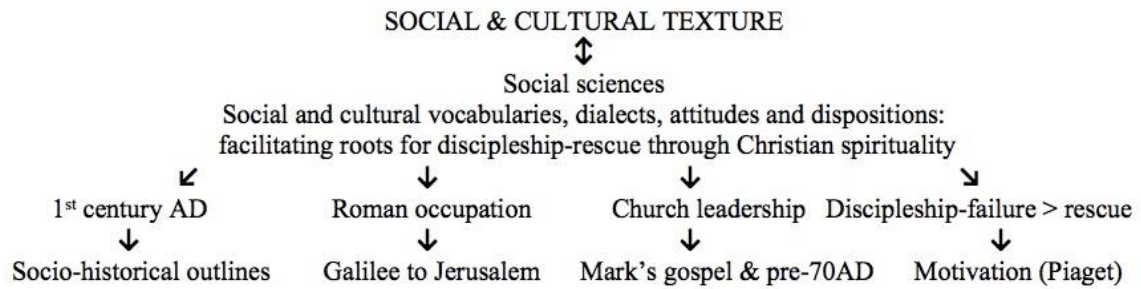 SOCIAL & CULTURAL TEXTURE
Social sciences
Social and cultural vocabularies, dialects, attitudes and dispositions:
facilitating roots for discipleship-rescue through Christian spirituality
1st century AD Roman occupation Church leadership Discipleship-failure > rescue
Socio-historical outlines Galilee to Jerusalem Mark's gospel & pre-70AD Motivation (Piaget)